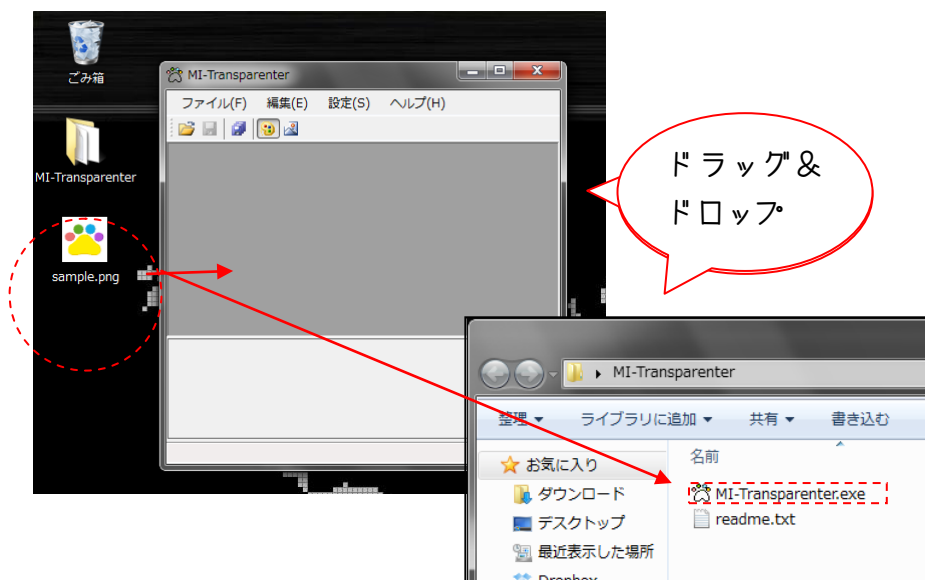 ごみ箱
MI-Transparenter
sample.png
MI-Transparenter
ファイル(F) 編集(E) 設定(S) ヘルプ(H)
ドラッグ&
ドロップ
MI-Transparenter
整理 ライブラリに追加 共有 書き込む
お気に入り
ダウンロード
デスクトップ
最近表示した場所
Dropbox
名前
MI-Transparenter.exe
readme.txt